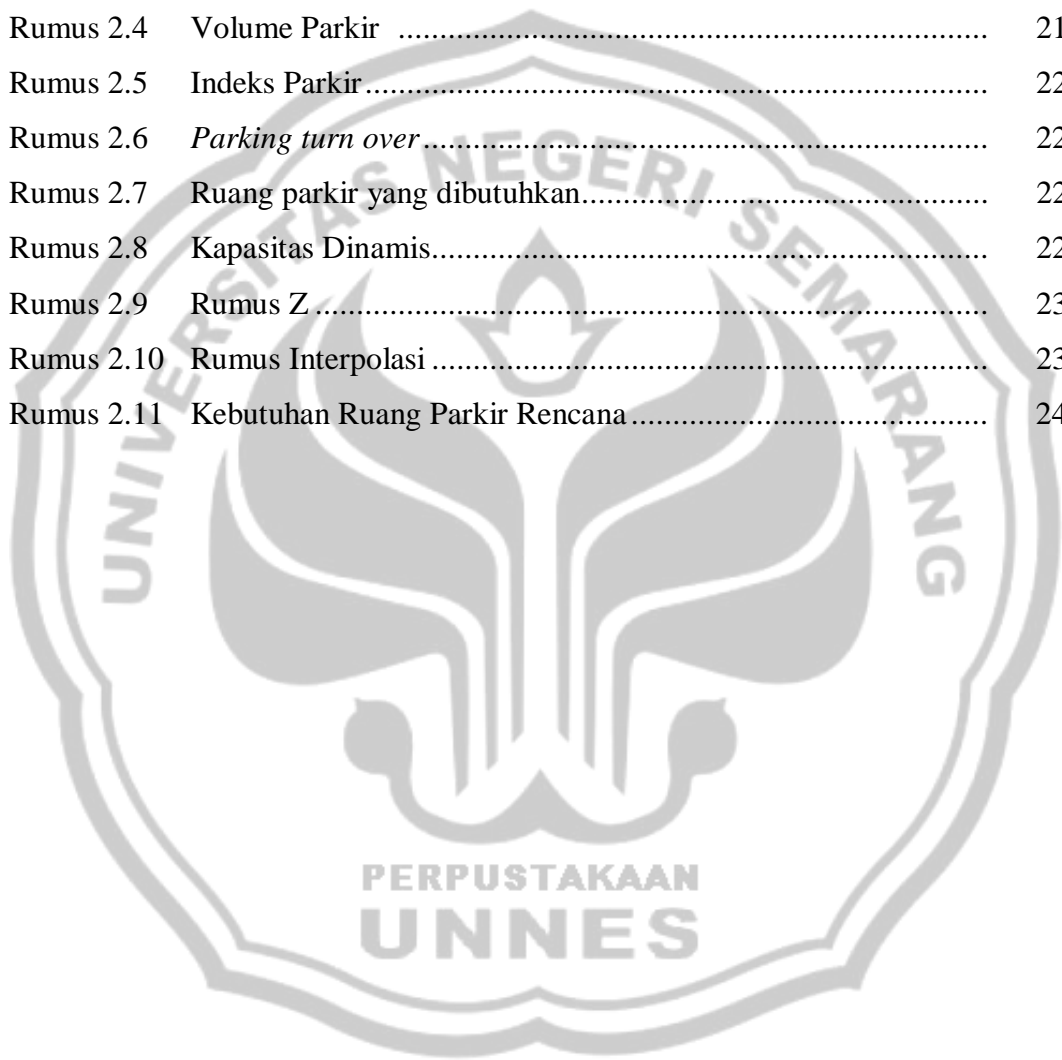 Rumus 2.4 Volume Parkir ........................................................................ 21
Rumus 2.5 Indeks Parkir ........................................................................ 22
Rumus 2.6 Parking turn over ........................................................................ 22
Rumus 2.7 Ruang parkir yang dibutuhkan ........................................................................ 22
Rumus 2.8 Kapasitas Dinamis ........................................................................ 22
Rumus 2.9 Rumus Z ........................................................................ 23
Rumus 2.10 Rumus Interpolasi ........................................................................ 23
Rumus 2.11 Kebutuhan Ruang Parkir Rencana ........................................................................ 24
UNIVERSITAS NEGERI SEMARANG
PERPUSTAKAAN
UNNES